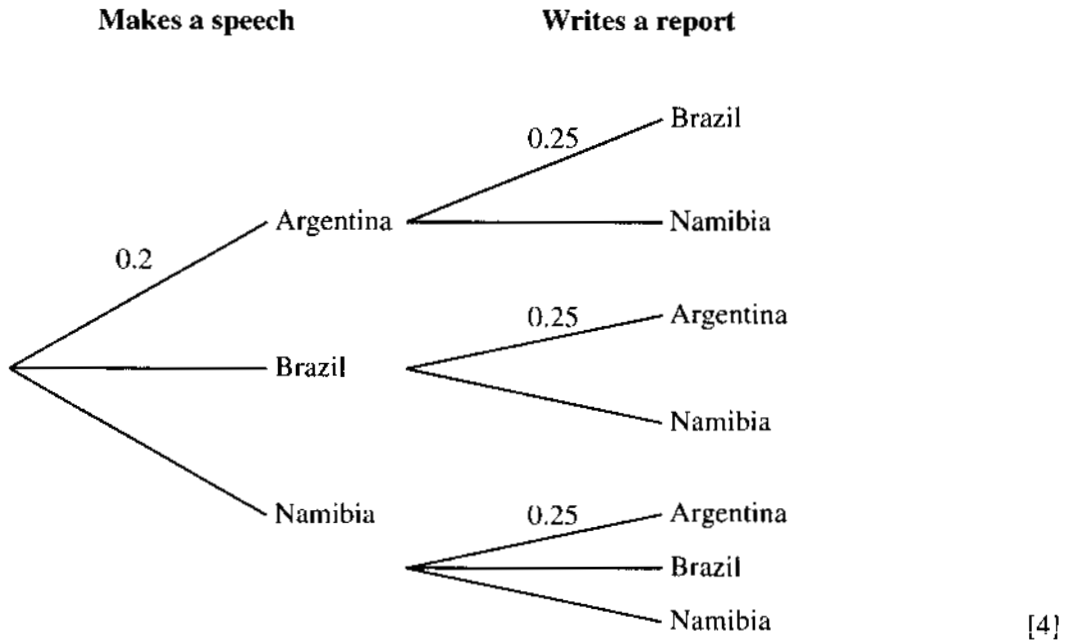 Makes a speech Writes a report
Brazil
0.25
Argentina Namibia
0.2
0.25 Argentina
Brazil
Namibia
Namibia 0.25 Argentina
Brazil
Namibia [4]